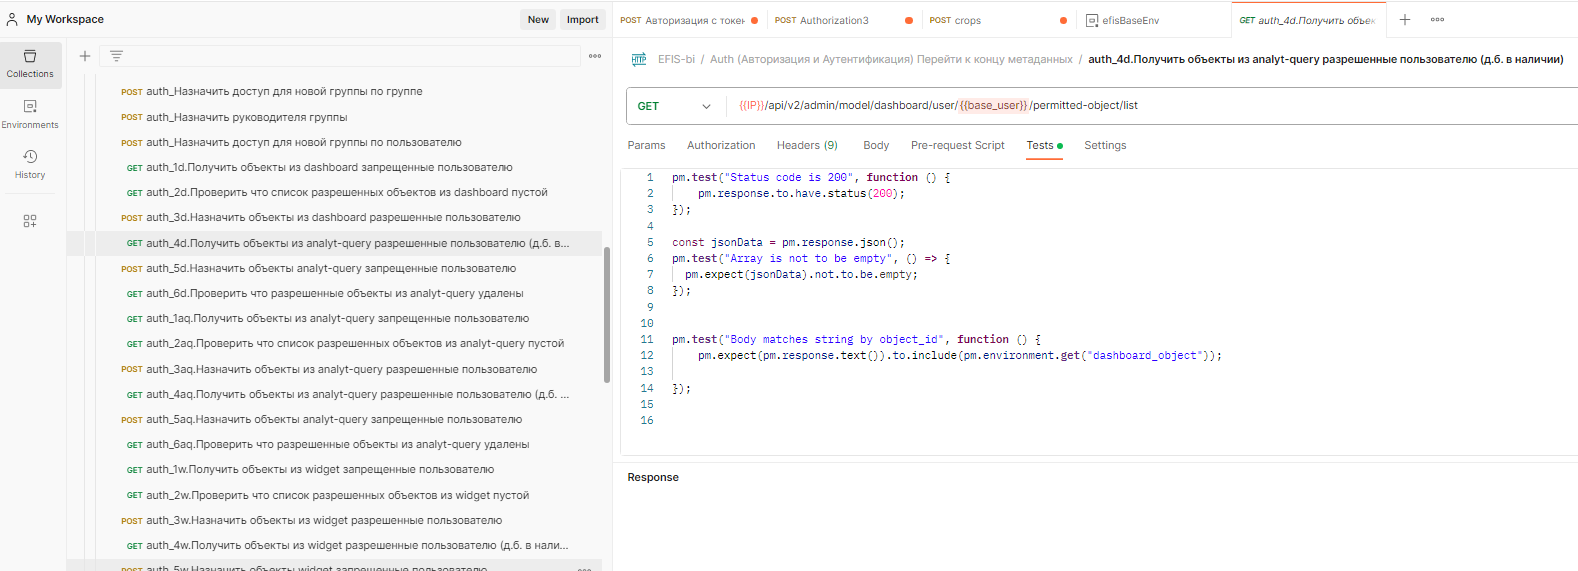 My Workspace
New
Import
POST Авторизация с токен
POST Authorization3
POST crops
efisBaseEnv
GET auth_4d.Получить объек
Collections
Environments
History
POST auth_Назначить доступ для новой группы по группе
POST auth_Назначить руководителя группы
POST auth_Назначить доступ для новой группы по пользователю
GET auth_1d.Получить объекты из dashboard запрещенные пользователю
GET auth_2d.Проверить что список разрешенных объектов из dashboard пустой
POST auth_3d.Назначить объекты из dashboard разрешенные пользователю
GET auth_4d.Получить объекты из analyt-query разрешенные пользователю (д.б. в...
POST auth_5d.Назначить объекты analyt-query запрещенные пользователю
GET auth_6d.Проверить что разрешенные объекты из analyt-query удалены
GET auth_1aq.Получить объекты из analyt-query запрещенные пользователю
GET auth_2aq.Проверить что список разрешенных объектов из analyt-query пустой
POST auth_3aq.Назначить объекты из analyt-query разрешенные пользователю
GET auth_4aq.Получить объекты из analyt-query разрешенные пользователю (д.б. ...
POST auth_5aq.Назначить объекты analyt-query запрещенные пользователю
GET auth_6aq.Проверить что разрешенные объекты из analyt-query удалены
GET auth_1w.Получить объекты из widget запрещенные пользователю
GET auth_2w.Проверить что список разрешенных объектов из widget пустой
POST auth_3w.Назначить объекты из widget разрешенные пользователю
GET auth_4w.Получить объекты из widget разрешенные пользователю (д.б. в нали...
POST auth_5w.Назначить объекты widget запрещенные пользователю
HTTP EFIS-bi / Auth (Авторизация и Аутентификация) Перейти к концу метаданных / auth_4d.Получить объекты из analyt-query разрешенные пользователю (д.б. в наличии)
GET {{IP}}/api/v2/admin/model/dashboard/user/{{base_user}}/permitted-object/list
Params Authorization Headers (9) Body Pre-request Script Tests Settings
1 pm.test("Status code is 200", function () {
2 pm.response.to.have.status(200);
3 });
4
5 const jsonData = pm.response.json();
6 pm.test("Array is not to be empty", () => {
7 pm.expect(jsonData).not.to.be.empty;
8 });
9
10
11 pm.test("Body matches string by object_id", function () {
12 pm.expect(pm.response.text()).to.include(pm.environment.get("dashboard_object"));
13
14 });
15
16
Response